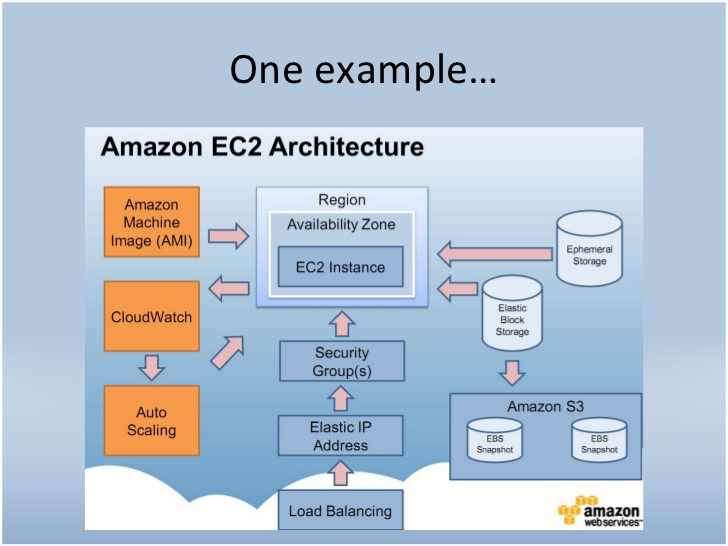 One example...
Amazon EC2 Architecture
Amazon
Machine
Image (AMI)
Region
Availability Zone
EC2 Instance
Ephemeral
Storage
CloudWatch
Elastic
Block
Storage
Security
Group(s)
Auto
Scaling
Elastic IP
Address
Amazon S3
EBS
Snapshot
EBS
Snapshot
Load Balancing
amazon
webservices™